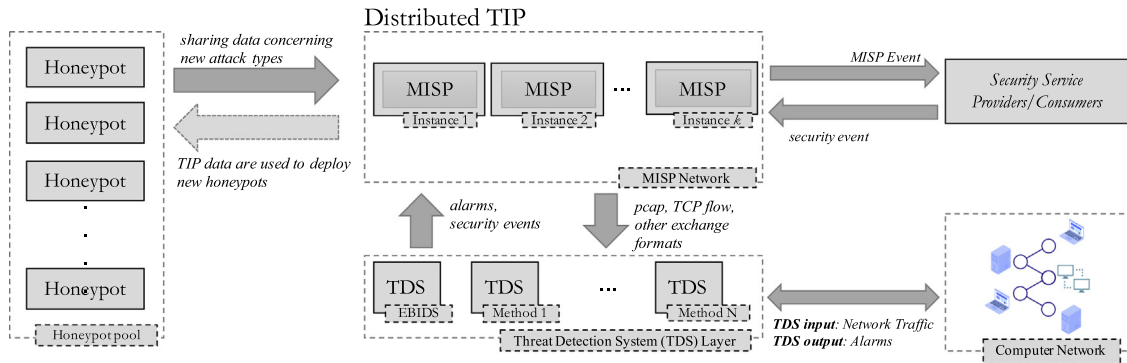 Distributed TIP
Honeypot
Honeypot
Honeypot
Honeypot
Honeypot pool
sharing data concerning
new attack types
TIP data are used to deploy
new honeypots
MISP
Instance 1
MISP
Instance 2
...
MISP
Instance k
MISP Network
MISP Event
security event
Security Service
Providers/Consumers
alarms,
security events
pcap, TCP flow,
other exchange
formats
TDS
EBIDS
TDS
Method 1
...
TDS
Method N
Threat Detection System (TDS) Layer
TDS input: Network Traffic
TDS output: Alarms
Computer Network